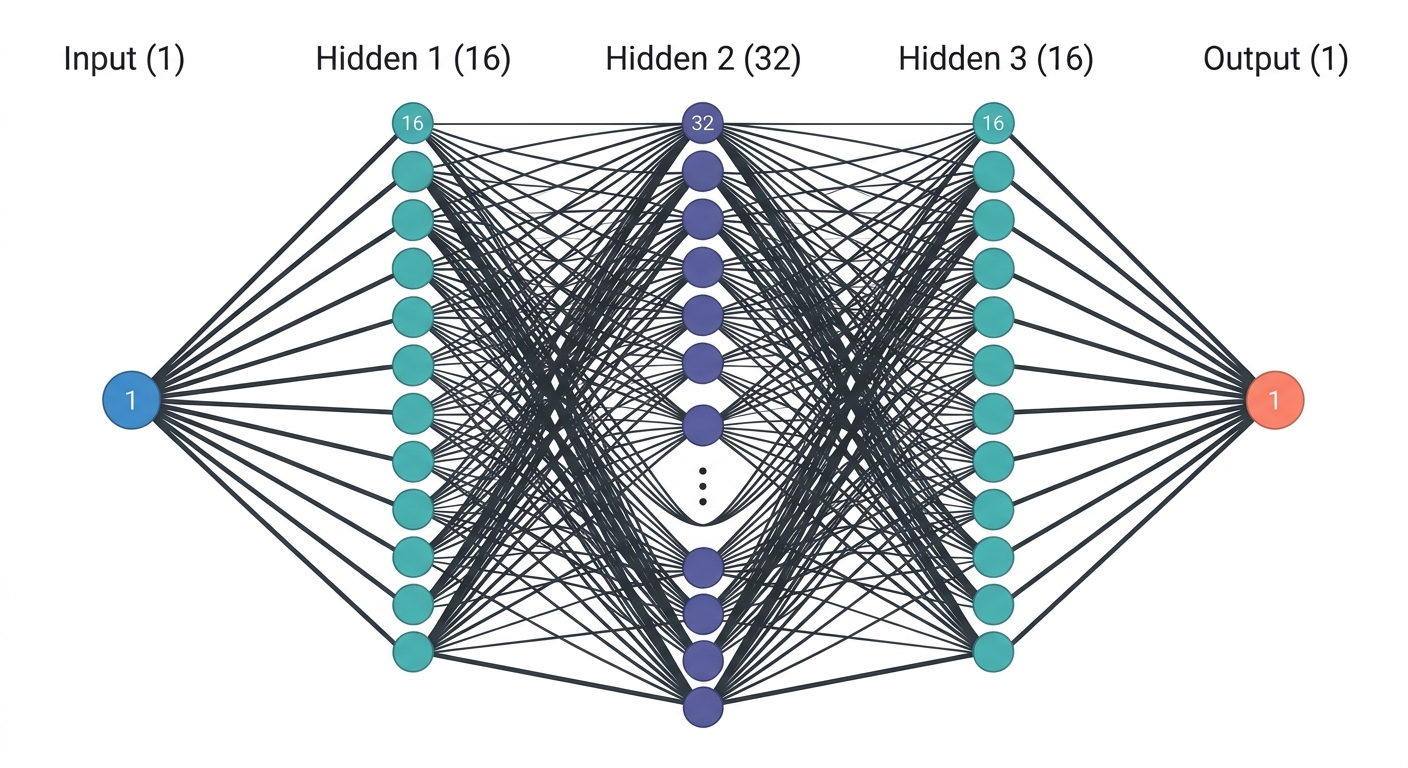 Input (1)
Hidden 1 (16)
Hidden 2 (32)
Hidden 3 (16)
Output (1)
16
32
16
1
1